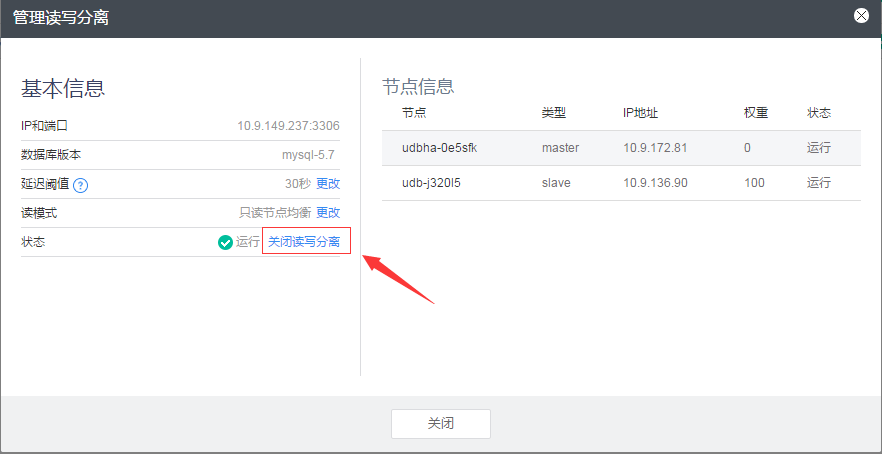 管理读写分离
基本信息
IP和端口 10.9.149.237:3306
数据库版本 mysql-5.7
延迟阈值 ? 30秒 更改
读模式 只读节点均衡 更改
状态 运行 关闭读写分离
节点信息
节点 类型 IP地址 权重 状态
udbha-0e5sfk master 10.9.172.81 0 运行
udb-j320l5 slave 10.9.136.90 100 运行
关闭